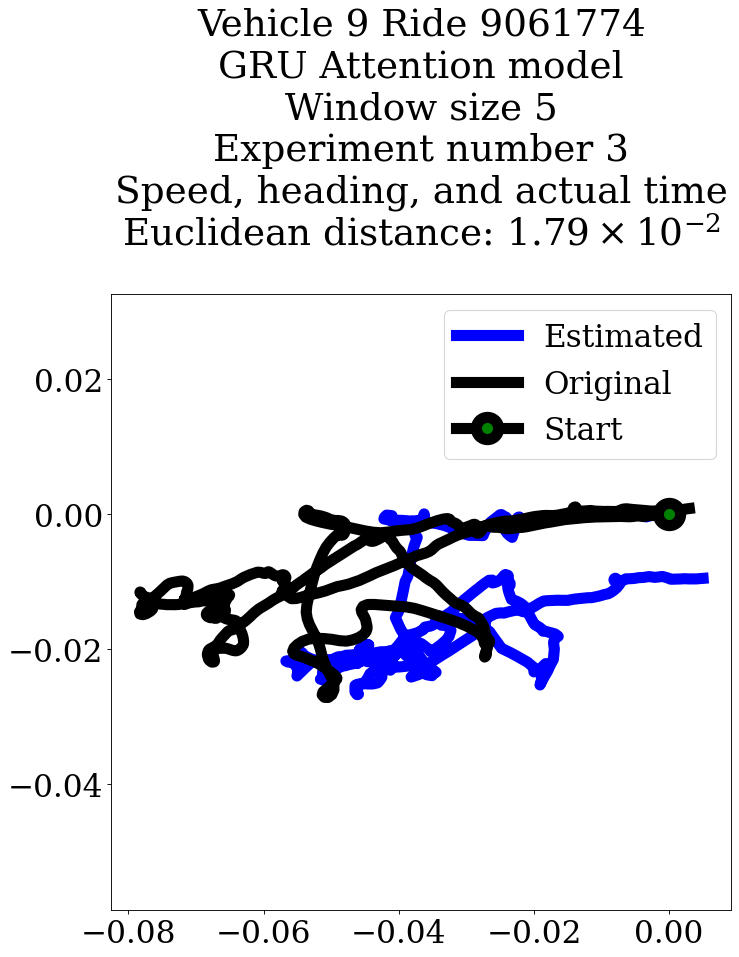 Vehicle 9 Ride 9061774
GRU Attention model
Window size 5
Experiment number 3
Speed, heading, and actual time
Euclidean distance: 1.79 × 10⁻²
Estimated
Original
Start
0.02
0.00
−0.02
−0.04
−0.08 −0.06 −0.04 −0.02 0.00